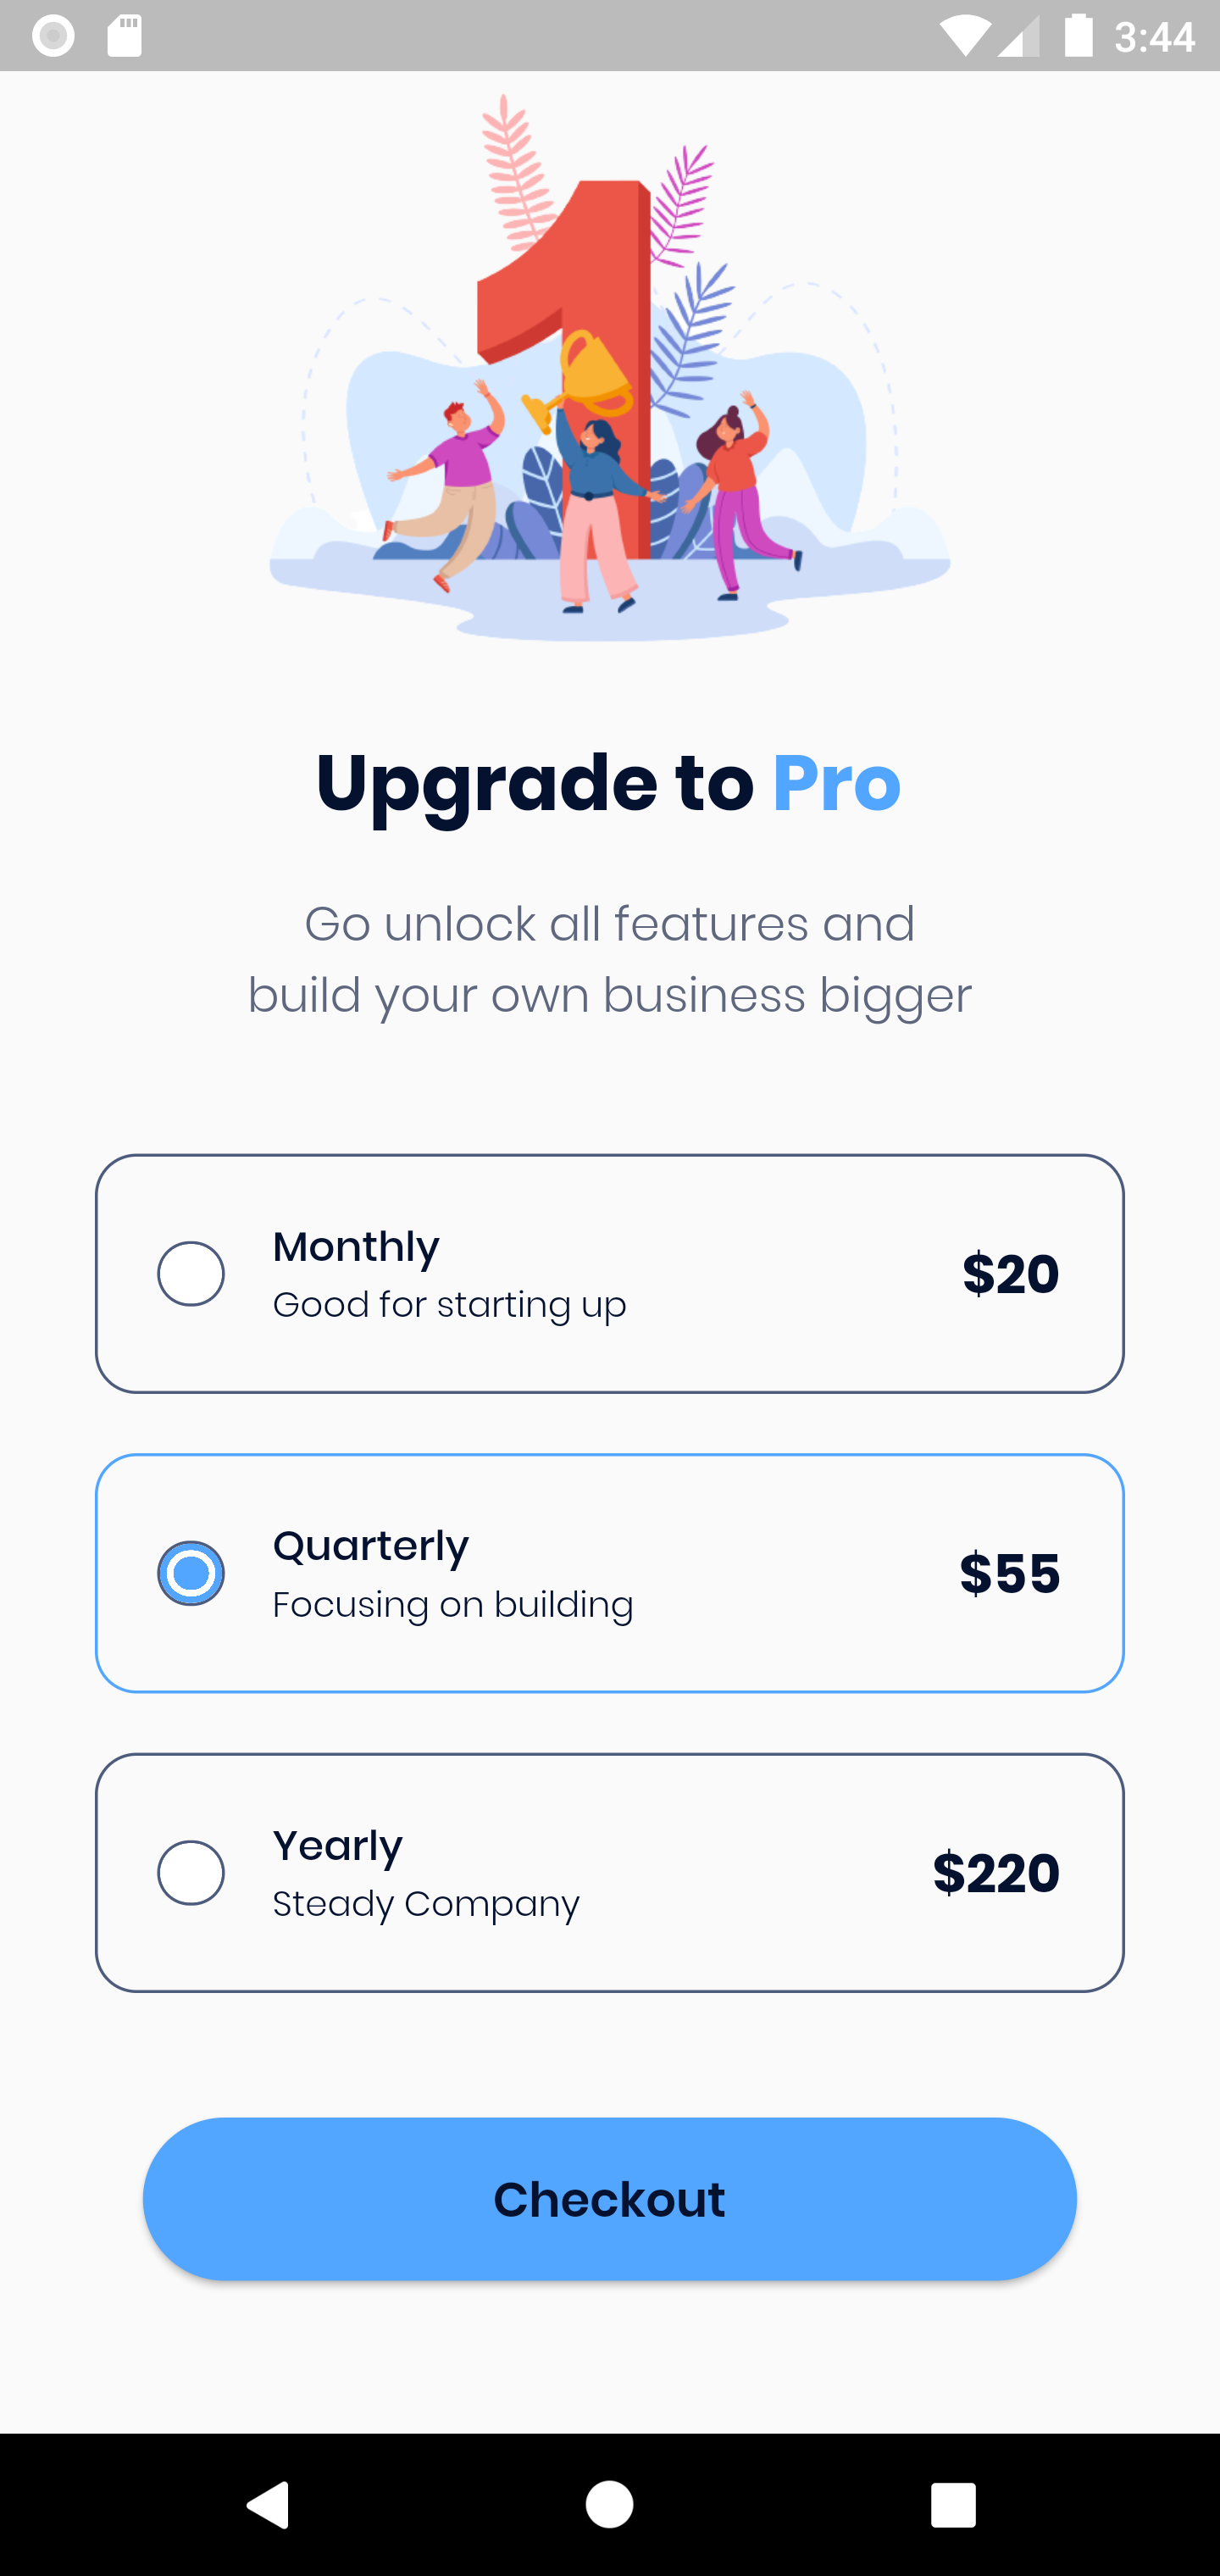 3:44
Upgrade to Pro
Go unlock all features and
build your own business bigger
Monthly
Good for starting up
$20
Quarterly
Focusing on building
$55
Yearly
Steady Company
$220
Checkout